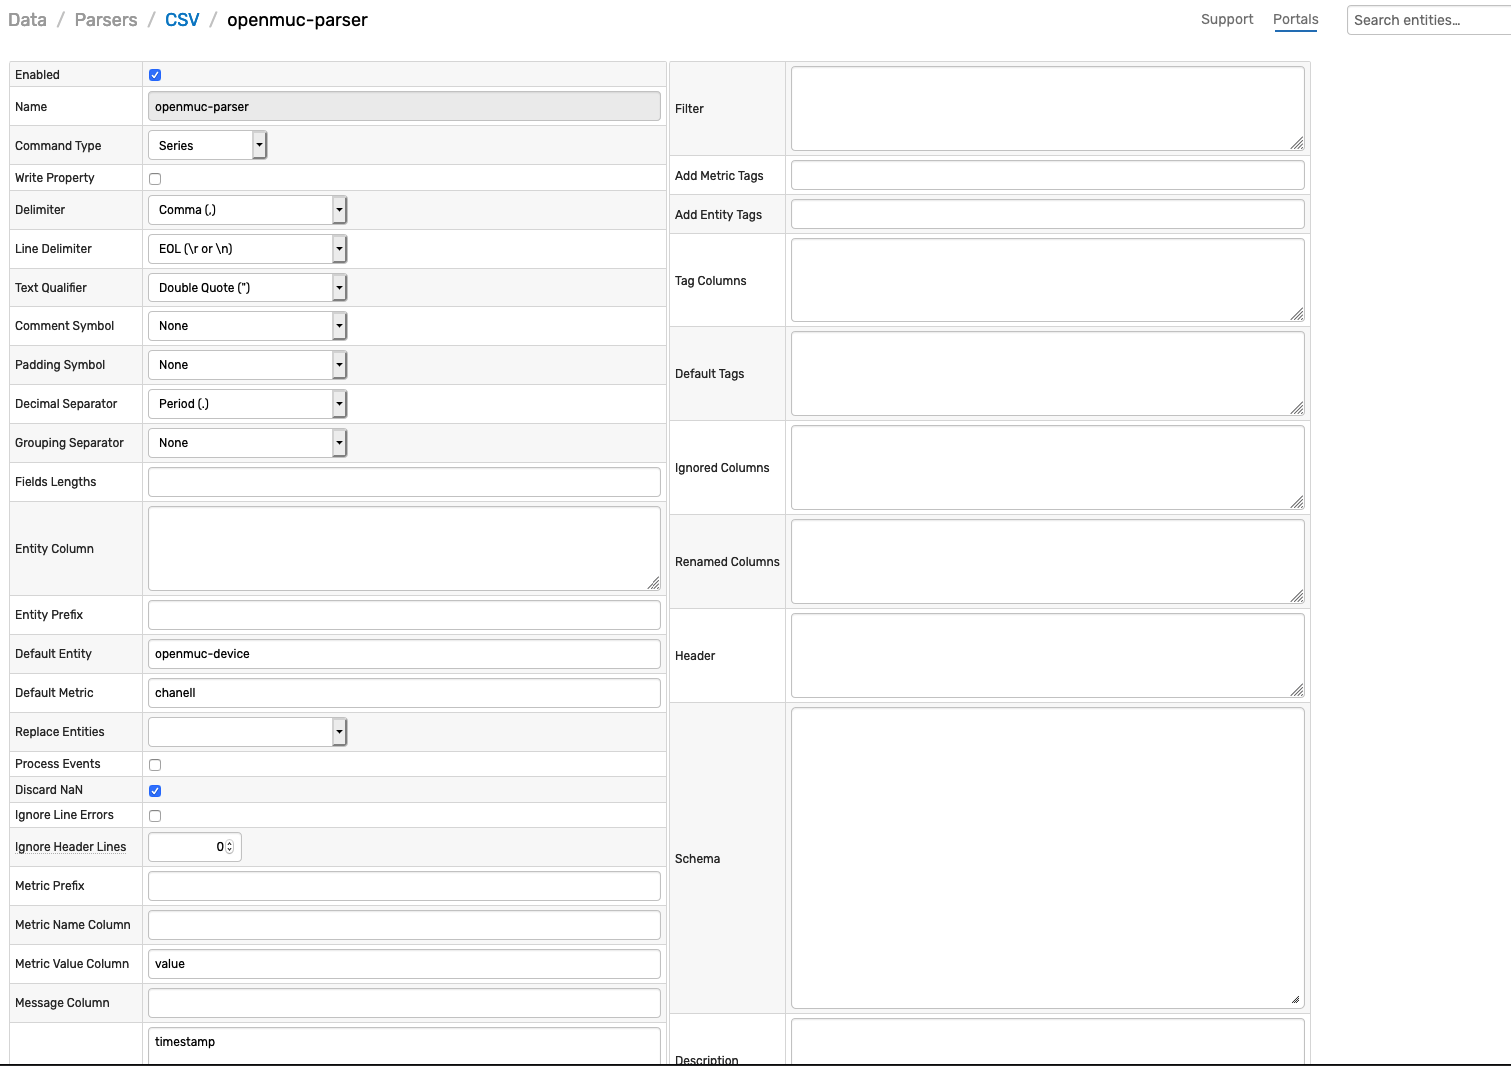 Data / Parsers / CSV / openmuc-parser
Support Portals Search entities...
Enabled
Name openmuc-parser
Command Type Series
Write Property
Delimiter Comma (,)
Line Delimiter EOL (\r or \n)
Text Qualifier Double Quote (")
Comment Symbol None
Padding Symbol None
Decimal Separator Period (.)
Grouping Separator None
Fields Lengths
Entity Column
Entity Prefix
Default Entity openmuc-device
Default Metric chanell
Replace Entities
Process Events
Discard NaN
Ignore Line Errors
Ignore Header Lines 0
Metric Prefix
Metric Name Column
Metric Value Column value
Message Column
timestamp
Filter
Add Metric Tags
Add Entity Tags
Tag Columns
Default Tags
Ignored Columns
Renamed Columns
Header
Schema
Description